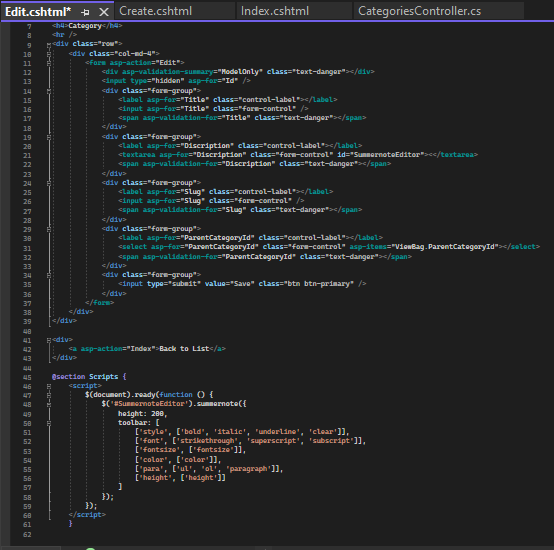 Edit.cshtml* Create.cshtml Index.cshtml CategoriesController.cs
7 <h4>Category</h4>
8 <hr />
9 <div class="row">
10 <div class="col-md-4">
11 <form asp-action="Edit">
12 <div asp-validation-summary="ModelOnly" class="text-danger"></div>
13 <input type="hidden" asp-for="Id" />
14 <div class="form-group">
15 <label asp-for="Title" class="control-label"></label>
16 <input asp-for="Title" class="form-control" />
17 <span asp-validation-for="Title" class="text-danger"></span>
18 </div>
19 <div class="form-group">
20 <label asp-for="Discription" class="control-label"></label>
21 <textarea asp-for="Discription" class="form-control" id="SummernoteEditor"></textarea>
22 <span asp-validation-for="Discription" class="text-danger"></span>
23 </div>
24 <div class="form-group">
25 <label asp-for="Slug" class="control-label"></label>
26 <input asp-for="Slug" class="form-control" />
27 <span asp-validation-for="Slug" class="text-danger"></span>
28 </div>
29 <div class="form-group">
30 <label asp-for="ParentCategoryId" class="control-label"></label>
31 <select asp-for="ParentCategoryId" class="form-control" asp-items="ViewBag.ParentCategoryId"></select>
32 <span asp-validation-for="ParentCategoryId" class="text-danger"></span>
33 </div>
34 <div class="form-group">
35 <input type="submit" value="Save" class="btn btn-primary" />
36 </div>
37 </form>
38 </div>
39 </div>
40
41 <div>
42 <a asp-action="Index">Back to List</a>
43 </div>
44
45 @section Scripts {
46 <script>
47 $(document).ready(function () {
48 $('#SummernoteEditor').summernote({
49 height: 200,
50 toolbar: [
51 ['style', ['bold', 'italic', 'underline', 'clear']],
52 ['font', ['strikethrough', 'superscript', 'subscript']],
53 ['fontsize', ['fontsize']],
54 ['color', ['color']],
55 ['para', ['ul', 'ol', 'paragraph']],
56 ['height', ['height']]
57 ]
58 });
59 });
60 </script>
61 }
62